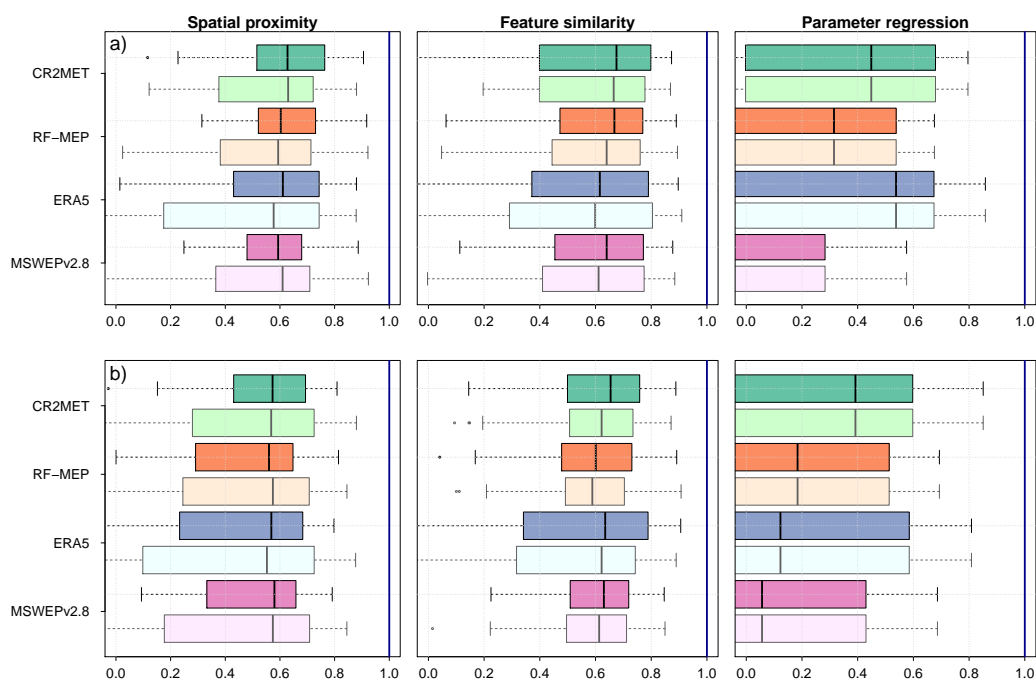 Spatial proximity Feature similarity Parameter regression
a)
CR2MET
RF−MEP
ERA5
MSWEPv2.8
0.0 0.2 0.4 0.6 0.8 1.0 0.0 0.2 0.4 0.6 0.8 1.0 0.0 0.2 0.4 0.6 0.8 1.0
b)
CR2MET
RF−MEP
ERA5
MSWEPv2.8
0.0 0.2 0.4 0.6 0.8 1.0 0.0 0.2 0.4 0.6 0.8 1.0 0.0 0.2 0.4 0.6 0.8 1.0